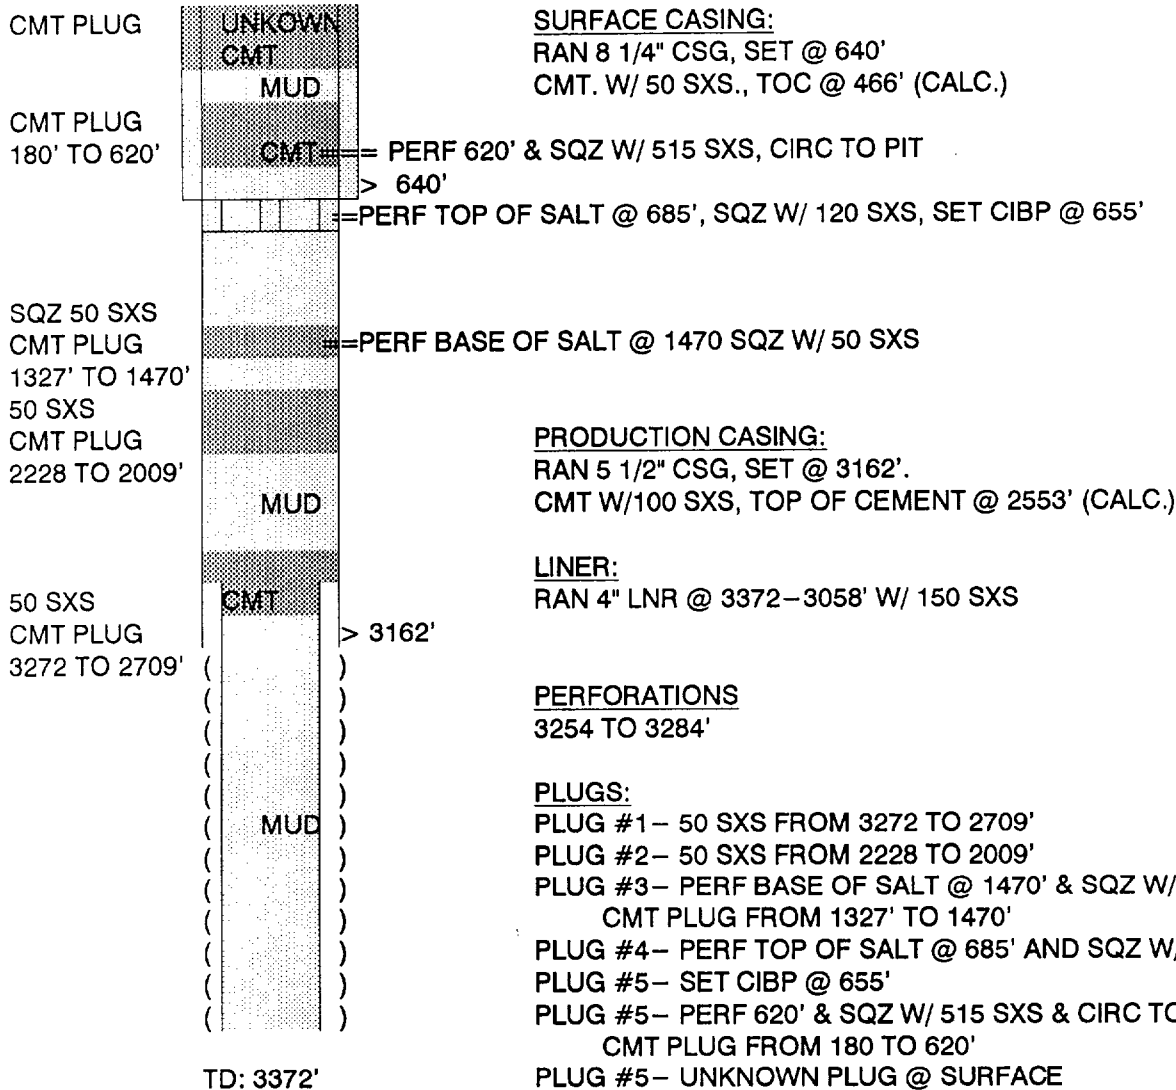 CMT PLUG
UNKOWN
CMT
MUD
CMT PLUG
180' TO 620'
CMT
=== PERF 620' & SQZ W/ 515 SXS, CIRC TO PIT
> 640'
=PERF TOP OF SALT @ 685', SQZ W/ 120 SXS, SET CIBP @ 655'
SQZ 50 SXS
CMT PLUG
1327' TO 1470'
==PERF BASE OF SALT @ 1470 SQZ W/ 50 SXS
50 SXS
CMT PLUG
2228 TO 2009'
MUD
CMT
50 SXS
CMT PLUG
3272 TO 2709'
> 3162'
( )
( )
( )
( )
( )
( )
MUD
( )
( )
( )
( )
( )
( )
( )
TD: 3372'
SURFACE CASING:
RAN 8 1/4" CSG, SET @ 640'
CMT. W/ 50 SXS., TOC @ 466' (CALC.)
PRODUCTION CASING:
RAN 5 1/2" CSG, SET @ 3162'.
CMT W/100 SXS, TOP OF CEMENT @ 2553' (CALC.)
LINER:
RAN 4" LNR @ 3372-3058' W/ 150 SXS
PERFORATIONS
3254 TO 3284'
PLUGS:
PLUG #1- 50 SXS FROM 3272 TO 2709'
PLUG #2- 50 SXS FROM 2228 TO 2009'
PLUG #3- PERF BASE OF SALT @ 1470' & SQZ W/
CMT PLUG FROM 1327' TO 1470'
PLUG #4- PERF TOP OF SALT @ 685' AND SQZ W/
PLUG #5- SET CIBP @ 655'
PLUG #5- PERF 620' & SQZ W/ 515 SXS & CIRC TO
CMT PLUG FROM 180 TO 620'
PLUG #5- UNKNOWN PLUG @ SURFACE